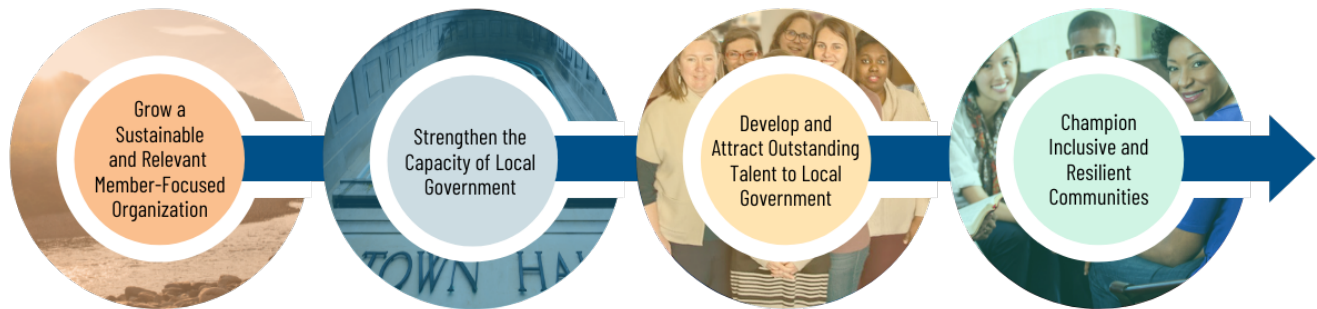 Grow a
Sustainable
and Relevant
Member-Focused
Organization
Strengthen the
Capacity of Local
Government
TOWN HA
Develop and
Attract Outstanding
Talent to Local
Government
Champion
Inclusive and
Resilient
Communities